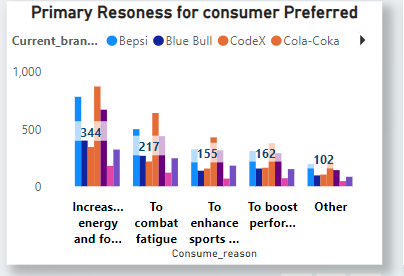 Primary Resoness for consumer Preferred
Current_bran... Bepsi Blue Bull CodeX Cola-Coka
1,000
500
0
344
217
155
162
102
Increas... energy and fo...
To combat fatigue
To enhance sports ...
To boost perfor...
Other
Consume_reason